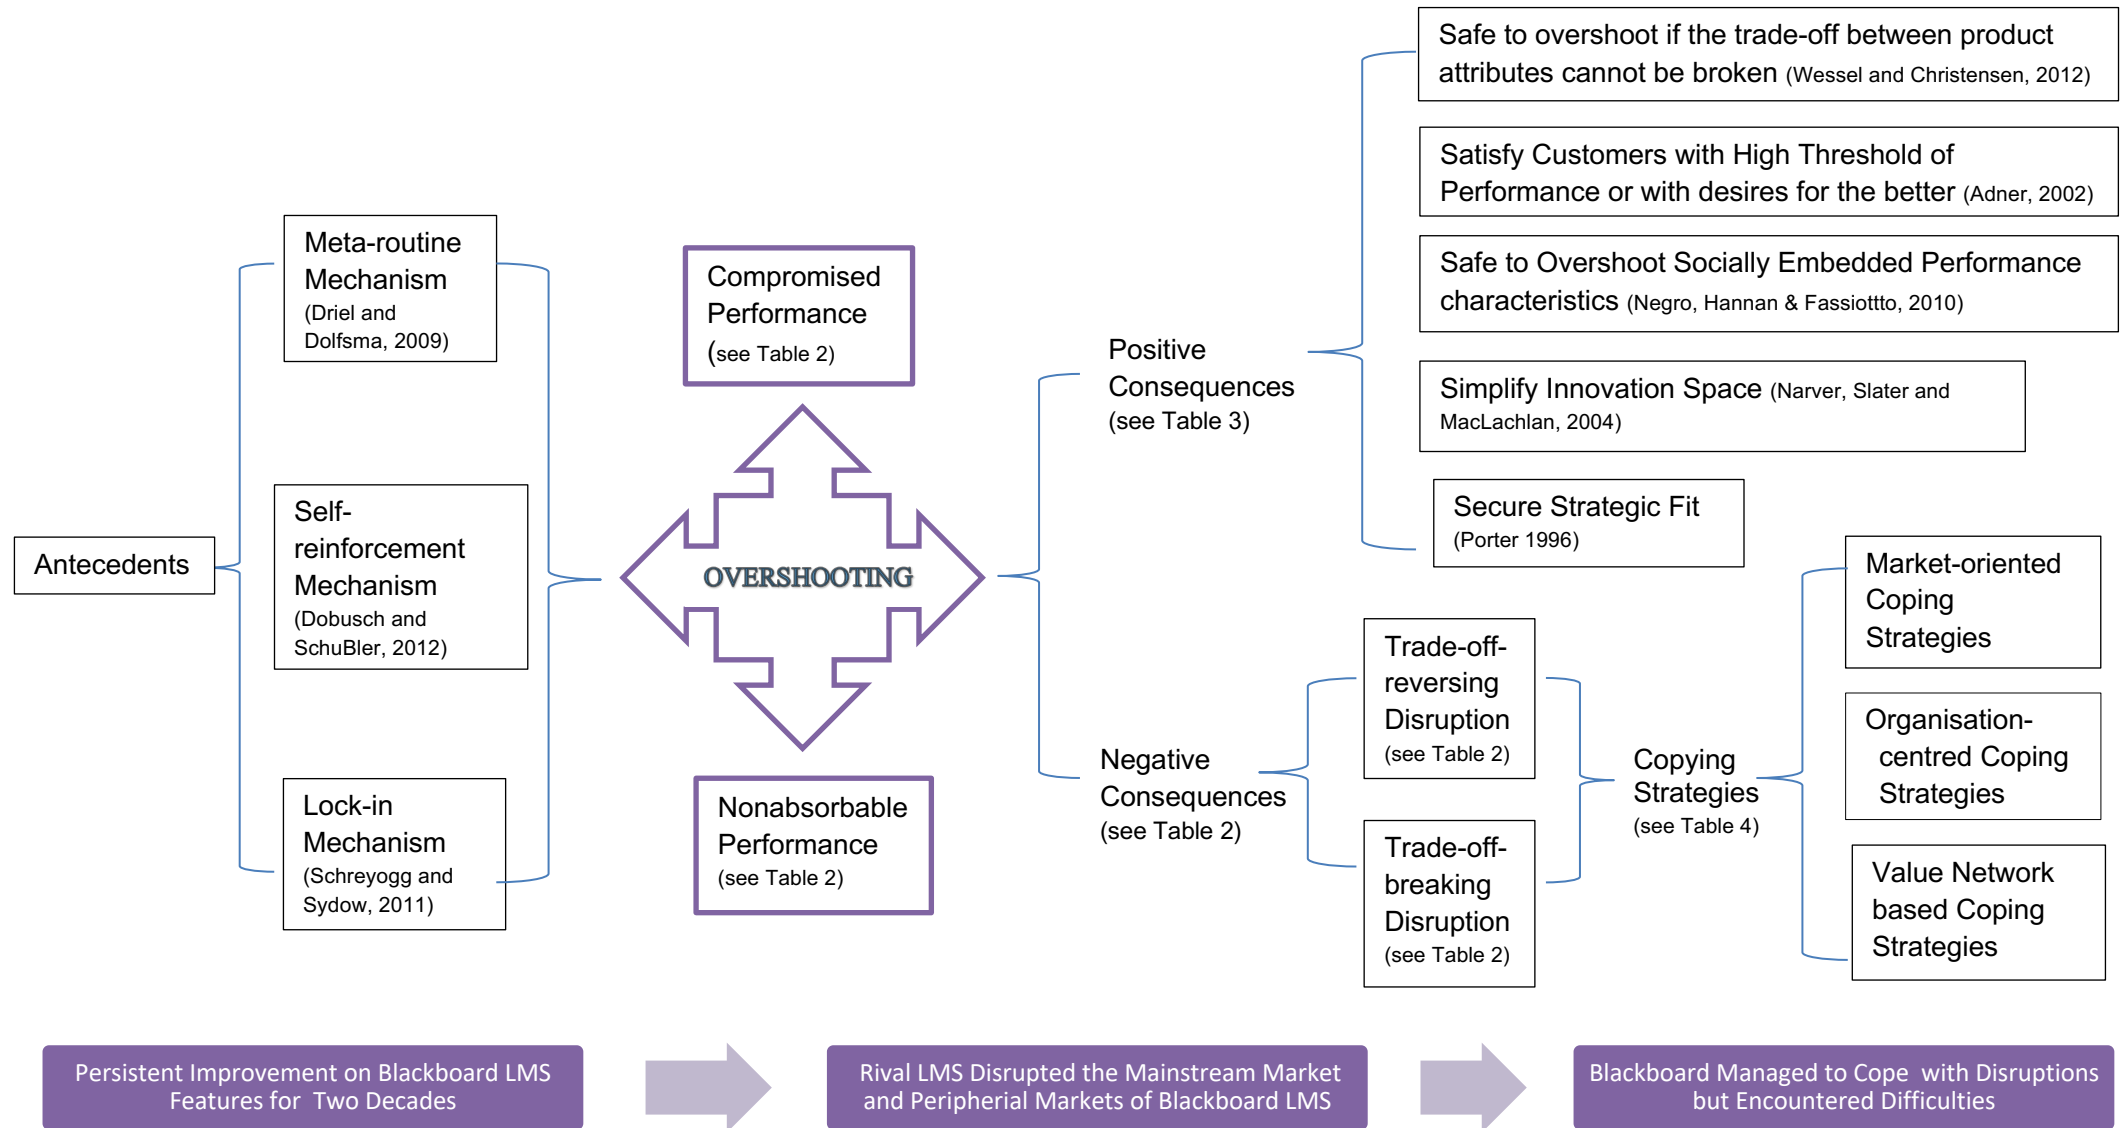 Antecedents
Meta-routine
Mechanism
(Driel and
Dolfsma, 2009)
Self-
reinforcement
Mechanism
(Dobusch and
SchuBler, 2012)
Lock-in
Mechanism
(Schreyogg and
Sydow, 2011)
Compromised
Performance
(see Table 2)
OVERSHOOTING
Nonabsorbable
Performance
(see Table 2)
Positive
Consequences
(see Table 3)
Safe to overshoot if the trade-off between product
attributes cannot be broken (Wessel and Christensen, 2012)
Satisfy Customers with High Threshold of
Performance or with desires for the better (Adner, 2002)
Safe to Overshoot Socially Embedded Performance
characteristics (Negro, Hannan & Fassiottto, 2010)
Simplify Innovation Space (Narver, Slater and
MacLachlan, 2004)
Secure Strategic Fit
(Porter 1996)
Negative
Consequences
(see Table 2)
Trade-off-
reversing
Disruption
(see Table 2)
Trade-off-
breaking
Disruption
(see Table 2)
Copying
Strategies
(see Table 4)
Market-oriented
Coping
Strategies
Organisation-
centred Coping
Strategies
Value Network
based Coping
Strategies
Persistent Improvement on Blackboard LMS
Features for Two Decades
Rival LMS Disrupted the Mainstream Market
and Peripherial Markets of Blackboard LMS
Blackboard Managed to Cope with Disruptions
but Encountered Difficulties